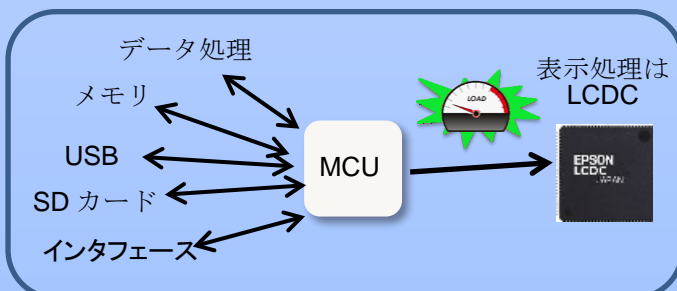 データ処理
メモリ
USB
SD カード
インタフェース
MCU
LOAD
表示処理は
LCDC
EPSON
LCDC
JAPAN